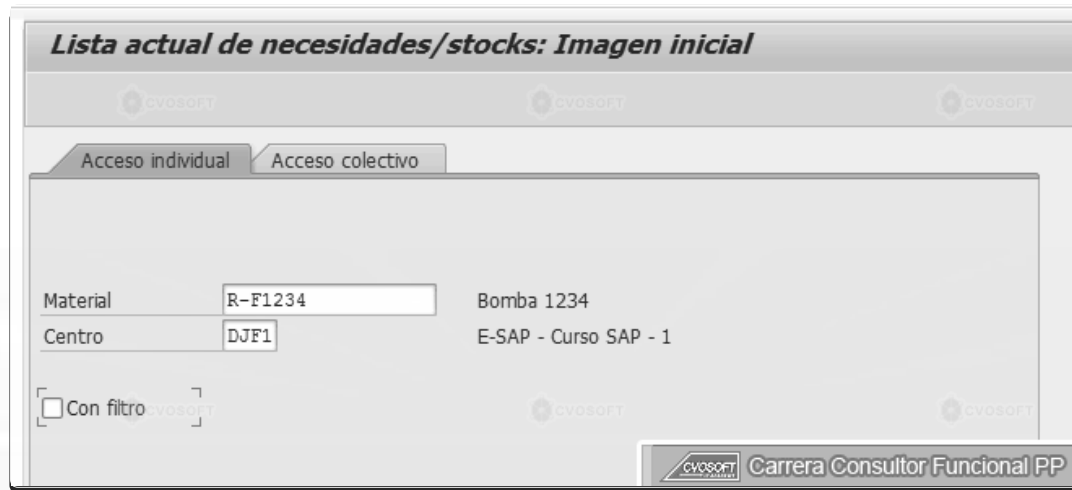 Lista actual de necesidades/stocks: Imagen inicial
CVOSOFT CVOSOFT CVOSOFT
Acceso individual Acceso colectivo
Material R-F1234 Bomba 1234
Centro DJF1 E-SAP - Curso SAP - 1
Con filtro CVOSOFT CVOSOFT CVOSOFT
CVOSOFT Carrera Consultor Funcional PP